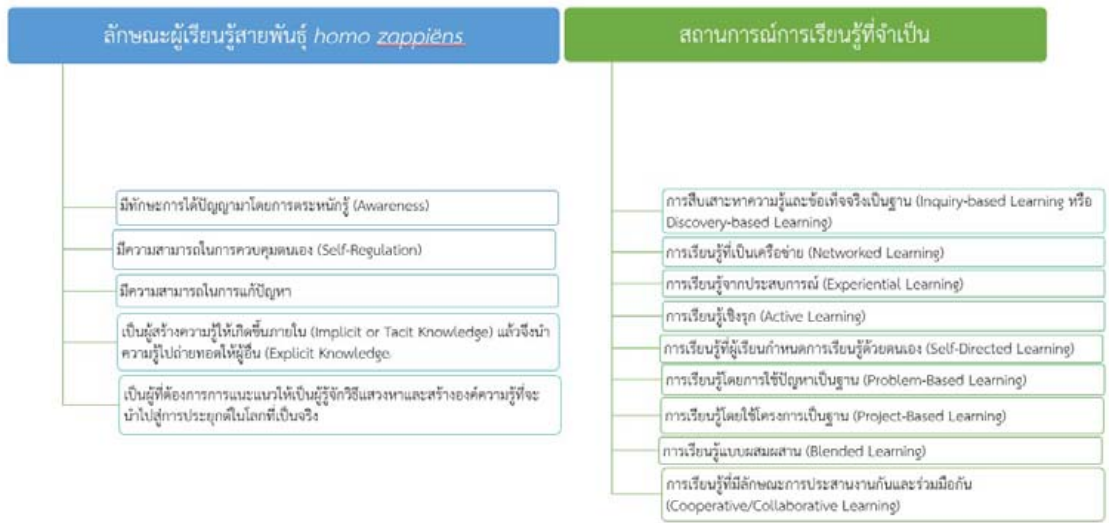 ลักษณะผู้เรียนรู้สายพันธุ์ homo zappiëns
มีทักษะการได้ปัญญามาโดยการตระหนักรู้ (Awareness)
มีความสามารถในการควบคุมตนเอง (Self-Regulation)
มีความสามารถในการแก้ปัญหา
เป็นผู้สร้างความรู้ให้เกิดขึ้นภายใน (Implicit or Tacit Knowledge) แล้วจึงนำ
ความรู้ไปถ่ายทอดให้ผู้อื่น (Explicit Knowledge.
เป็นผู้ที่ต้องการการแนะแนวให้เป็นผู้รู้จักวิธีแสวงหาและสร้างองค์ความรู้ที่จะ
นำไปสู่การประยุกต์ในโลกที่เป็นจริง
สถานการณ์การเรียนรู้ที่จำเป็น
การสืบเสาะหาความรู้และข้อเท็จจริงเป็นฐาน (Inquiry-based Learning หรือ
Discovery-based Learning)
การเรียนรู้ที่เป็นเครือข่าย (Networked Learning)
การเรียนรู้จากประสบการณ์ (Experiential Learning)
การเรียนรู้เชิงรุก (Active Learning)
การเรียนรู้ที่ผู้เรียนกำหนดการเรียนรู้ด้วยตนเอง (Self-Directed Learning)
การเรียนรู้โดยการใช้ปัญหาเป็นฐาน (Problem-Based Learning)
การเรียนรู้โดยใช้โครงการเป็นฐาน (Project-Based Learning)
การเรียนรู้แบบผสมผสาน (Blended Learning)
การเรียนรู้ที่มีลักษณะการประสานงานกันและร่วมมือกัน
(Cooperative/Collaborative Learning)